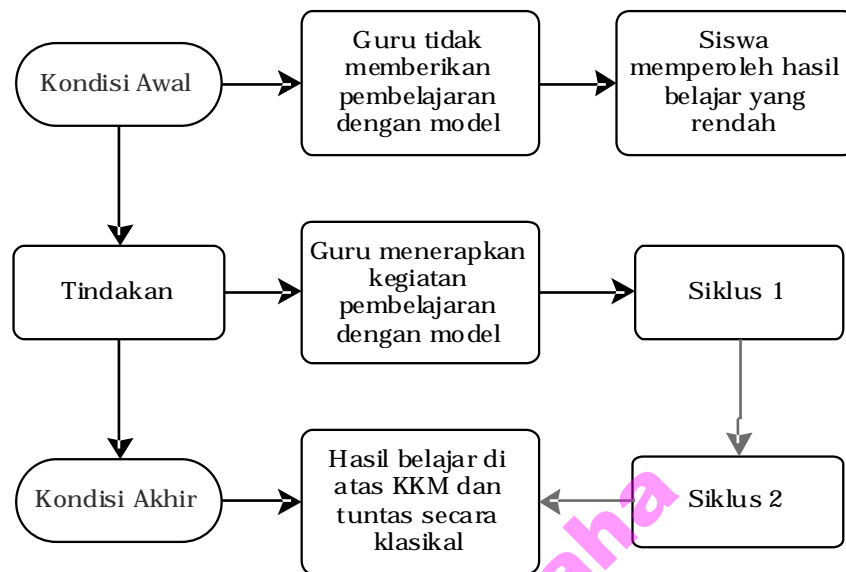 Kondisi Awal
Guru tidak
memberikan
pembelajaran
dengan model
Siswa
memperoleh hasil
belajar yang
rendah
Tindakan
Guru menerapkan
kegiatan
pembelajaran
dengan model
Siklus 1
Kondisi Akhir
Hasil belajar di
atas KKM dan
tuntas secara
klasikal
Siklus 2